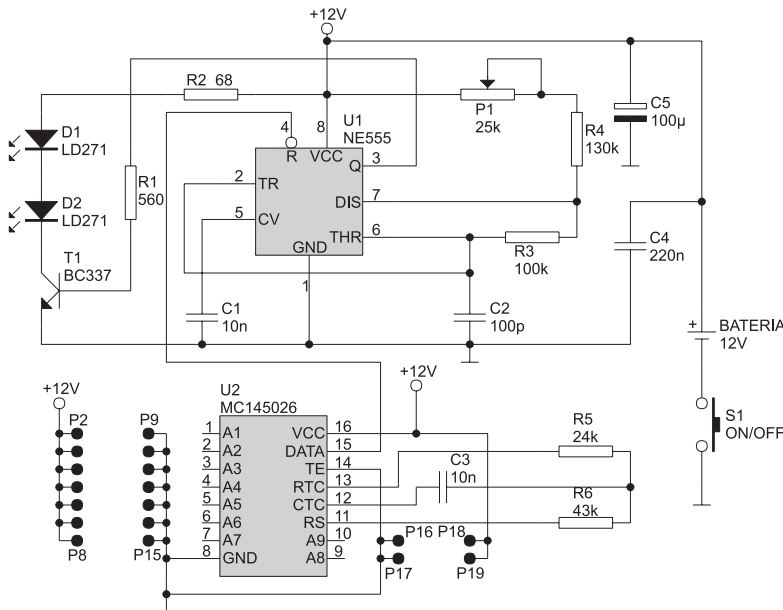 +12V
R2 68
4
8
U1
NE555
P1
25k
C5
100µ
D1
LD271
R
VCC
Q
3
R4
130k
R1
560
2
TR
DIS
7
D2
LD271
5
CV
THR
6
C4
220n
T1
BC337
GND
1
R3
100k
C1
10n
C2
100p
+
BATERIA
12V
+12V
+12V
U2
MC145026
S1
ON/OFF
P2
P9
1
A1
VCC
16
R5
24k
2
A2
DATA
15
3
A3
TE
14
C3
10n
4
A4
RTC
13
5
A5
CTC
12
R6
43k
6
A6
RS
11
7
A7
A9
10
P16
P18
8
GND
A8
9
P8
P15
P17
P19